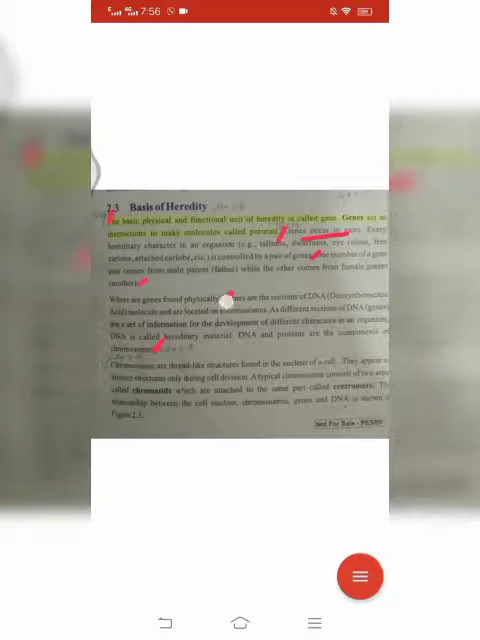 7:56
2.3 Basis of Heredity
The basic physical and functional unit of heredity is called gene. Genes act as
instructions to make molecules called proteins. Genes occur in pairs. Every
hereditary character in an organism (e.g., tallness, dwarfness, eye colour, free
earlobe, attached earlobe, etc.) is controlled by a pair of genes. One member of a gene
pair comes from male parent (father) while the other comes from female parent
(mother).
Where are genes found physically? Genes are the sections of DNA (Deoxyribonucleic
Acid) molecule and are located on chromosomes. As different sections of DNA (genes)
are a set of information for the development of different characters in an organism,
DNA is called hereditary material. DNA and proteins are the components of
chromosomes.
Chromosomes are thread-like structures found in the nucleus of a cell. They appear as
distinct structures only during cell division. A typical chromosome consists of two arms
called chromatids which are attached to the same part called centromere. The
relationship between the cell nucleus, chromosomes, genes and DNA is shown in
Figure 2.3.
Not For Sale - PESRP